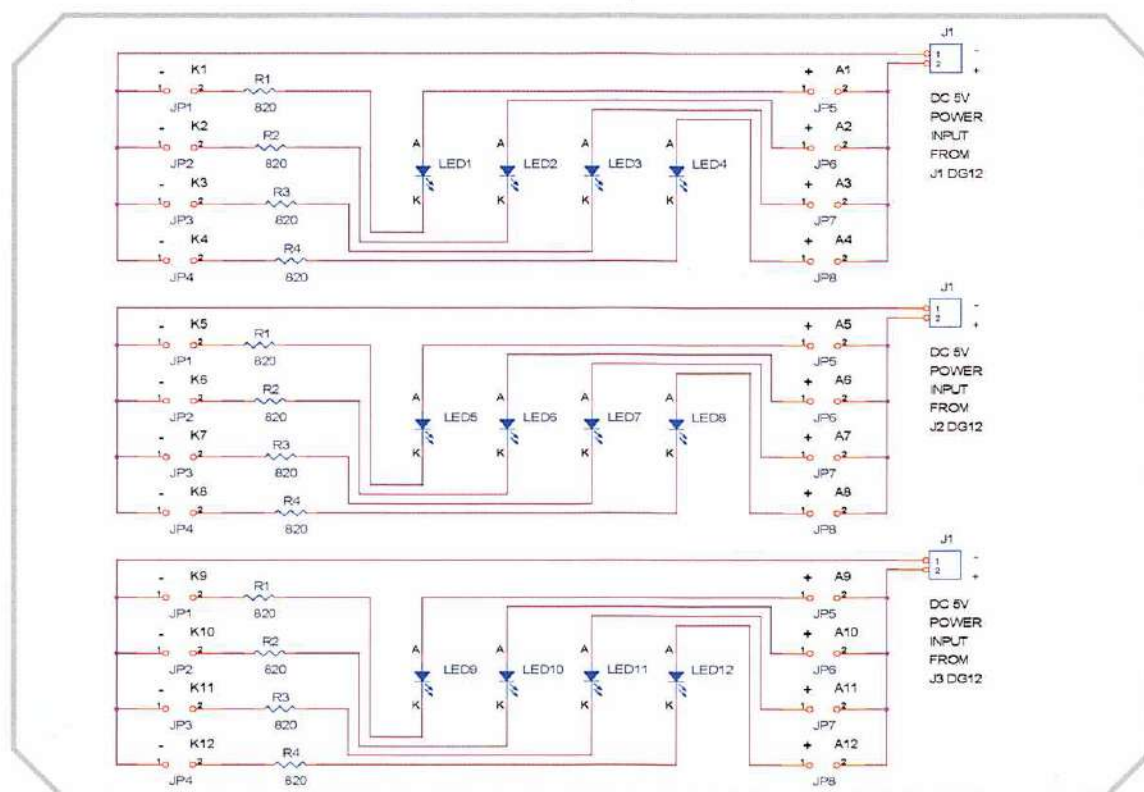 J1
- K1 R1 + A1 1 -
1 2 1 2 2 +
JP1 820 JP5 DC 5V
- K2 R2 + A2 POWER
1 2 A A A A 1 2 INPUT
JP2 820 LED1 LED2 LED3 LED4 JP6 FROM
- K3 R3 K K K K + A3 J1 DG12
1 2 1 2
JP3 820 JP7
- K4 R4 + A4
1 2 1 2
JP4 820 JP8
J1
- K5 R1 + A5 1 -
1 2 1 2 2 +
JP1 820 JP5 DC 5V
- K6 R2 + A6 POWER
1 2 A A A A 1 2 INPUT
JP2 820 LED5 LED6 LED7 LED8 JP6 FROM
- K7 R3 K K K K + A7 J2 DG12
1 2 1 2
JP3 820 JP7
- K8 R4 + A8
1 2 1 2
JP4 820 JP8
J1
- K9 R1 + A9 1 -
1 2 1 2 2 +
JP1 820 JP5 DC 5V
- K10 R2 + A10 POWER
1 2 A A A A 1 2 INPUT
JP2 820 LED9 LED10 LED11 LED12 JP6 FROM
- K11 R3 K K K K + A11 J3 DG12
1 2 1 2
JP3 820 JP7
- K12 R4 + A12
1 2 1 2
JP4 820 JP8